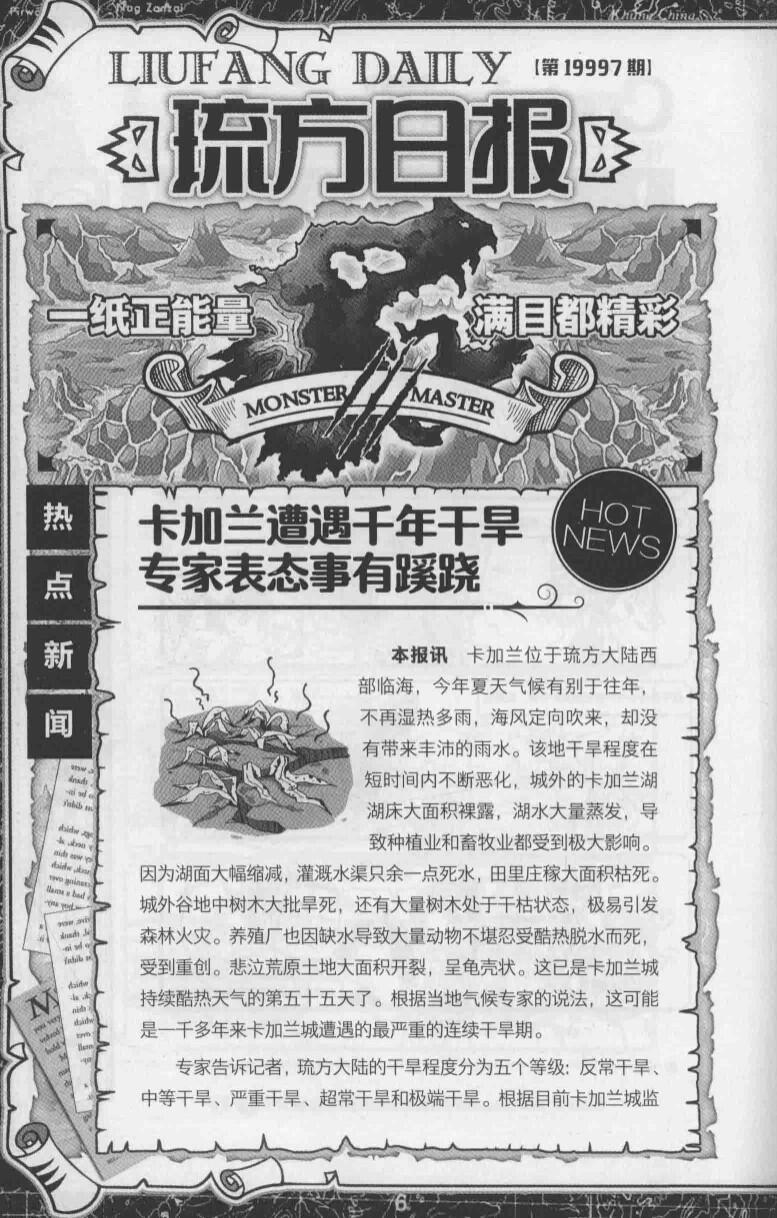 Nag Zanzai
Khung China
LIUFANG DAILY 【第19997期】
琉方日报
一纸正能量 满目都精彩
MONSTER MASTER
热点新闻
HOT
NEWS
卡加兰遭遇千年干旱
专家表态事有蹊跷
本报讯 卡加兰位于琉方大陆西
部临海，今年夏天气候有别于往年，
不再湿热多雨，海风定向吹来，却没
有带来丰沛的雨水。该地干旱程度在
短时间内不断恶化，城外的卡加兰湖
湖床大面积裸露，湖水大量蒸发，导
致种植业和畜牧业都受到极大影响。
因为湖面大幅缩减，灌溉水渠只余一点死水，田里庄稼大面积枯死。
城外谷地中树木大批旱死，还有大量树木处于干枯状态，极易引发
森林火灾。养殖厂也因缺水导致大量动物不堪忍受酷热脱水而死，
受到重创。悲泣荒原土地大面积开裂，呈龟壳状。这已是卡加兰城
持续酷热天气的第五十五天了。根据当地气候专家的说法，这可能
是一千多年来卡加兰城遭遇的最严重的连续干旱期。
专家告诉记者，琉方大陆的干旱程度分为五个等级：反常干旱、
中等干旱、严重干旱、超常干旱和极端干旱。根据目前卡加兰城监
6